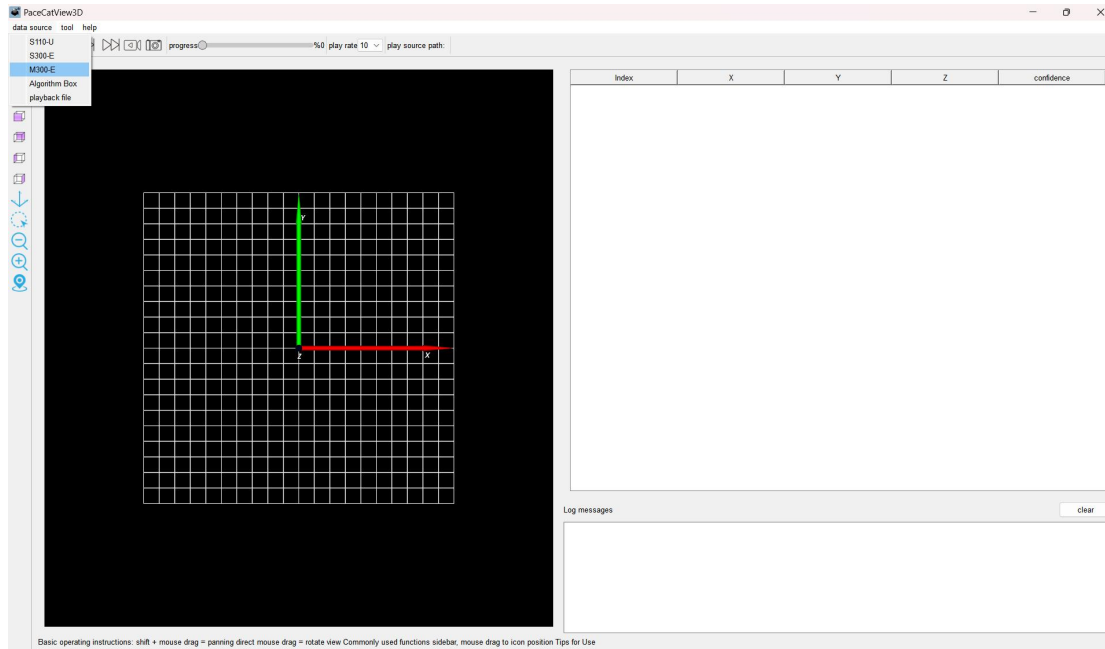 PaceCatView3D
data source tool help
S110-U
S300-E
M300-E
Algorithm Box
playback file
progress %0 play rate 10 play source path:
Index X Y Z confidence
Y
Z X
Log messages clear
Basic operating instructions: shift + mouse drag = panning direct mouse drag = rotate view Commonly used functions sidebar, mouse drag to icon position Tips for Use